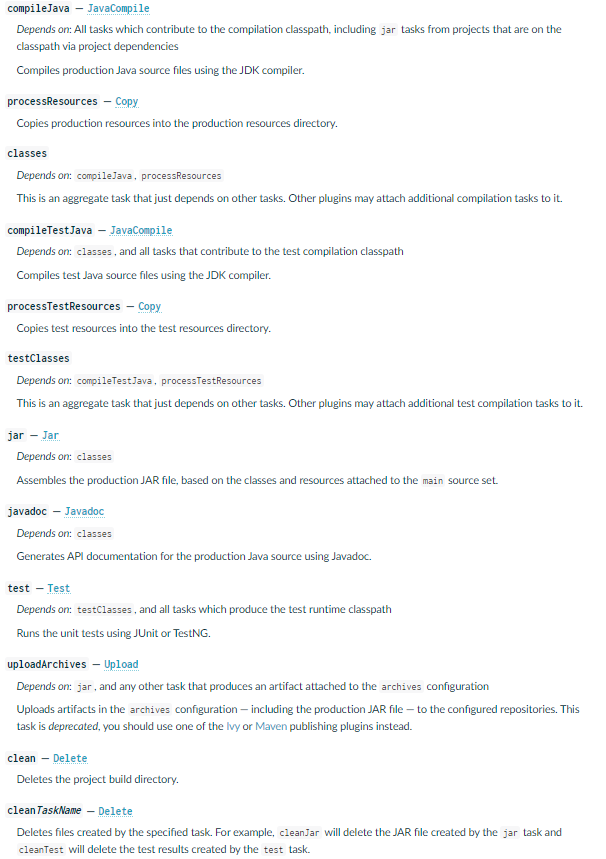 compileJava — JavaCompile
Depends on: All tasks which contribute to the compilation classpath, including jar tasks from projects that are on the
classpath via project dependencies
Compiles production Java source files using the JDK compiler.
processResources — Copy
Copies production resources into the production resources directory.
classes
Depends on: compileJava, processResources
This is an aggregate task that just depends on other tasks. Other plugins may attach additional compilation tasks to it.
compileTestJava — JavaCompile
Depends on: classes, and all tasks that contribute to the test compilation classpath
Compiles test Java source files using the JDK compiler.
processTestResources — Copy
Copies test resources into the test resources directory.
testClasses
Depends on: compileTestJava, processTestResources
This is an aggregate task that just depends on other tasks. Other plugins may attach additional test compilation tasks to it.
jar — Jar
Depends on: classes
Assembles the production JAR file, based on the classes and resources attached to the main source set.
javadoc — Javadoc
Depends on: classes
Generates API documentation for the production Java source using Javadoc.
test — Test
Depends on: testClasses, and all tasks which produce the test runtime classpath
Runs the unit tests using JUnit or TestNG.
uploadArchives — Upload
Depends on: jar, and any other task that produces an artifact attached to the archives configuration
Uploads artifacts in the archives configuration — including the production JAR file — to the configured repositories. This
task is deprecated, you should use one of the Ivy or Maven publishing plugins instead.
clean — Delete
Deletes the project build directory.
cleanTaskName — Delete
Deletes files created by the specified task. For example, cleanJar will delete the JAR file created by the jar task and
cleanTest will delete the test results created by the test task.